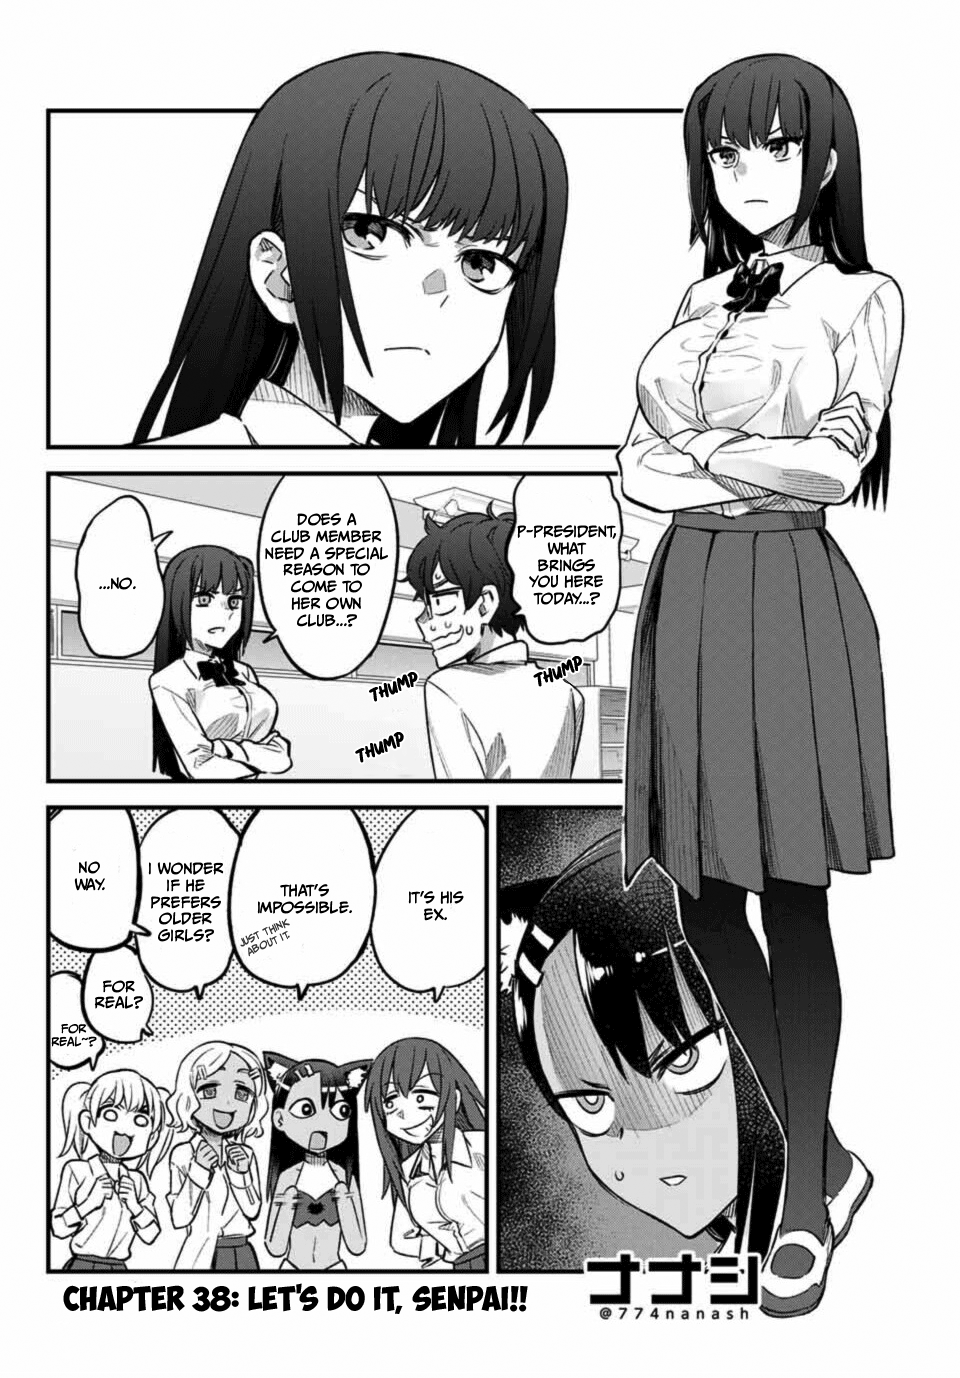 P-PRESIDENT,
WHAT
BRINGS
YOU HERE
TODAY...?
DOES A
CLUB MEMBER
NEED A SPECIAL
REASON TO
COME TO
HER OWN
CLUB...?
...NO.
THUMP
THUMP
THUMP
IT'S HIS
EX.
THAT'S
IMPOSSIBLE.
JUST THINK
ABOUT IT.
I WONDER
IF HE
PREFERS
OLDER
GIRLS?
NO
WAY.
FOR
REAL?
FOR
REAL~?
CHAPTER 38: LET'S DO IT, SENPAI!!
ナナシ
@774nanash